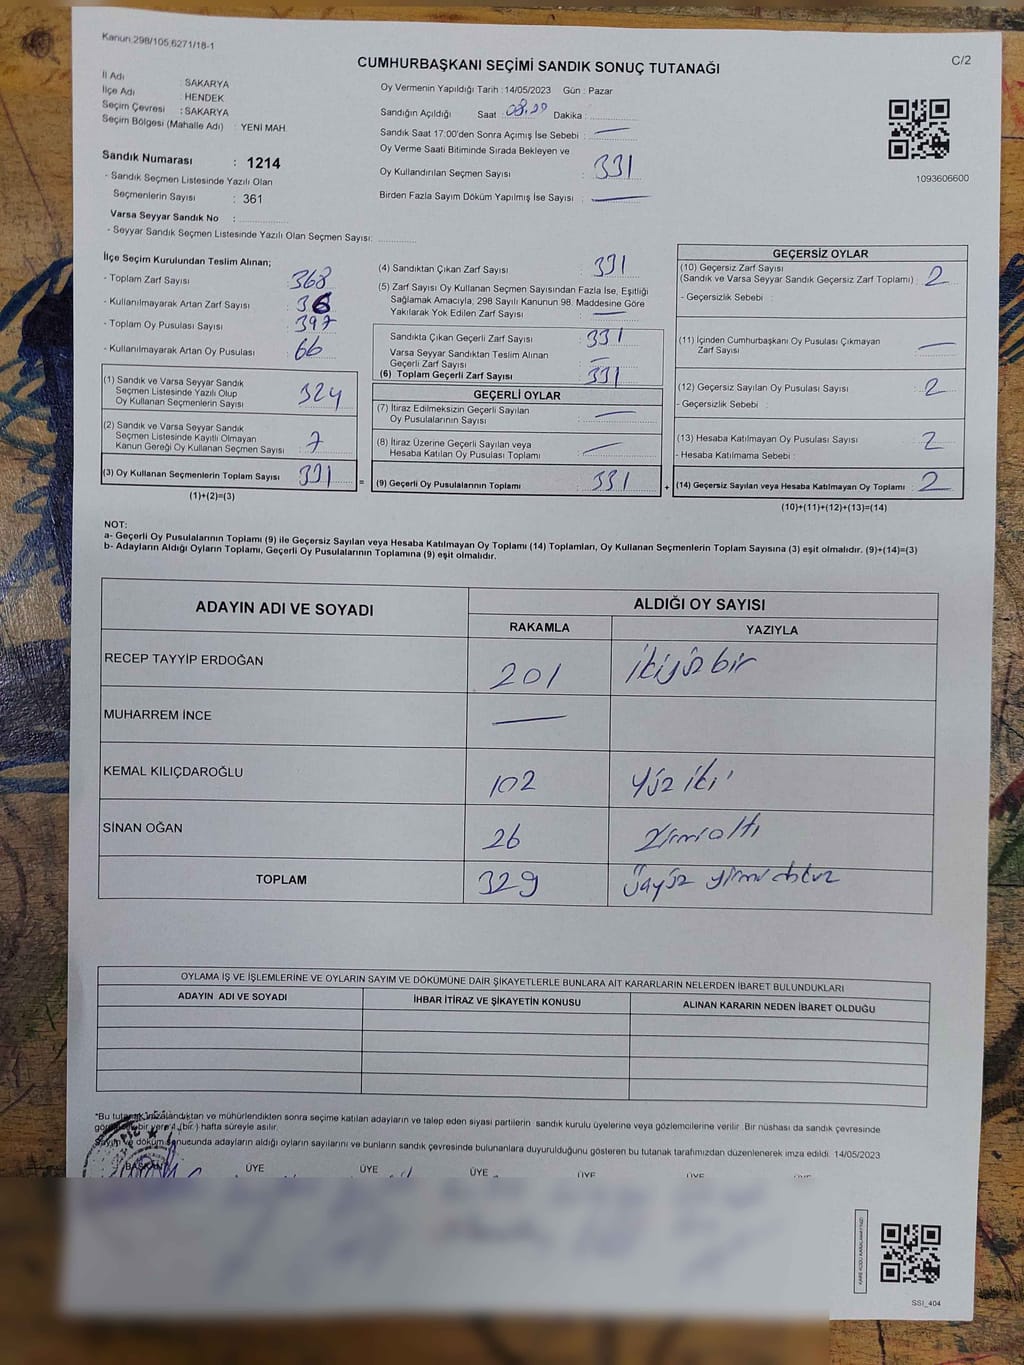 Kanun 298/105,6271/18-1
CUMHURBAŞKANI SEÇİMİ SANDIK SONUÇ TUTANAĞI
C/2
İl Adı : SAKARYA
İlçe Adı : HENDEK
Seçim Çevresi : SAKARYA
Seçim Bölgesi (Mahalle Adı) : YENİ MAH.
Sandık Numarası : 1214
- Sandık Seçmen Listesinde Yazılı Olan
Seçmenlerin Sayısı : 361
Varsa Seyyar Sandık No :
- Seyyar Sandık Seçmen Listesinde Yazılı Olan Seçmen Sayısı:
Oy Vermenin Yapıldığı Tarih : 14/05/2023 Gün : Pazar
Sandığın Açıldığı Saat : Dakika :
Sandık Saat 17:00'den Sonra Açımış İse Sebebi : —
Oy Verme Saati Bitiminde Sırada Bekleyen ve
Oy Kullandırılan Seçmen Sayısı : 331
Birden Fazla Sayım Döküm Yapılmış İse Sayısı : —
1093606600
İlçe Seçim Kurulundan Teslim Alınan;
- Toplam Zarf Sayısı : 368
- Kullanılmayarak Artan Zarf Sayısı : 36
- Toplam Oy Pusulası Sayısı : 397
- Kullanılmayarak Artan Oy Pusulası : 66
(1) Sandık ve Varsa Seyyar Sandık
Seçmen Listesinde Yazılı Olup
Oy Kullanan Seçmenlerin Sayısı : 324
(2) Sandık ve Varsa Seyyar Sandık
Seçmen Listesinde Kayıtlı Olmayan
Kanun Gereği Oy Kullanan Seçmen Sayısı : 7
(3) Oy Kullanan Seçmenlerin Toplam Sayısı : 331
(1)+(2)=(3)
=
(4) Sandıktan Çıkan Zarf Sayısı : 331
(5) Zarf Sayısı Oy Kullanan Seçmen Sayısından Fazla İse, Eşitliği
Sağlamak Amacıyla, 298 Sayılı Kanunun 98. Maddesine Göre
Yakılarak Yok Edilen Zarf Sayısı : —
Sandıkta Çıkan Geçerli Zarf Sayısı : 331
Varsa Seyyar Sandıktan Teslim Alınan
Geçerli Zarf Sayısı : —
(6) Toplam Geçerli Zarf Sayısı : 331
GEÇERLİ OYLAR
(7) İtiraz Edilmeksizin Geçerli Sayılan
Oy Pusulalarının Sayısı : —
(8) İtiraz Üzerine Geçerli Sayılan veya
Hesaba Katılan Oy Pusulası Toplamı : —
(9) Geçerli Oy Pusulalarının Toplamı : 331
+
GEÇERSİZ OYLAR
(10) Geçersiz Zarf Sayısı
(Sandık ve Varsa Seyyar Sandık Geçersiz Zarf Toplamı) : 2
- Geçersizlik Sebebi :
(11) İçinden Cumhurbaşkanı Oy Pusulası Çıkmayan
Zarf Sayısı : —
(12) Geçersiz Sayılan Oy Pusulası Sayısı : 2
- Geçersizlik Sebebi :
(13) Hesaba Katılmayan Oy Pusulası Sayısı : 2
- Hesaba Katılmama Sebebi :
(14) Geçersiz Sayılan veya Hesaba Katılmayan Oy Toplamı : 2
(10)+(11)+(12)+(13)=(14)
NOT:
a- Geçerli Oy Pusulalarının Toplamı (9) ile Geçersiz Sayılan veya Hesaba Katılmayan Oy Toplamı (14) Toplamları, Oy Kullanan Seçmenlerin Toplam Sayısına (3) eşit olmalıdır. (9)+(14)=(3)
b- Adayların Aldığı Oyların Toplamı, Geçerli Oy Pusulalarının Toplamına (9) eşit olmalıdır.
ADAYIN ADI VE SOYADI ALDIĞI OY SAYISI
RAKAMLA YAZIYLA
RECEP TAYYİP ERDOĞAN 201 ikiyüzbir
MUHARREM İNCE —
KEMAL KILIÇDAROĞLU 102 Yüz iki
SİNAN OĞAN 26 Yirmialtı
TOPLAM 329 üçyüz yirmi dokuz
OYLAMA İŞ VE İŞLEMLERİNE VE OYLARIN SAYIM VE DÖKÜMÜNE DAİR ŞİKAYETLERLE BUNLARA AİT KARARLARIN NELERDEN İBARET BULUNDUKLARI
ADAYIN ADI VE SOYADI İHBAR İTİRAZ VE ŞİKAYETİN KONUSU ALINAN KARARIN NEDEN İBARET OLDUĞU
*Bu tutanak imzalandıktan ve mühürlendikten sonra seçime katılan adayların ve talep eden siyasi partilerin sandık kurulu üyelerine veya gözlemcilerine verilir. Bir nüshası da sandık çevresinde
bir yere 1 (bir) hafta süreyle asılır.
Sayım ve döküm sonucunda adayların aldığı oyların sayılarını ve bunların sandık çevresinde bulunanlara duyurulduğunu gösteren bu tutanak tarafımızdan düzenlenerek imza edildi. 14/05/2023
BAŞKAN ÜYE ÜYE ÜYE ÜYE ÜYE
SSI_404